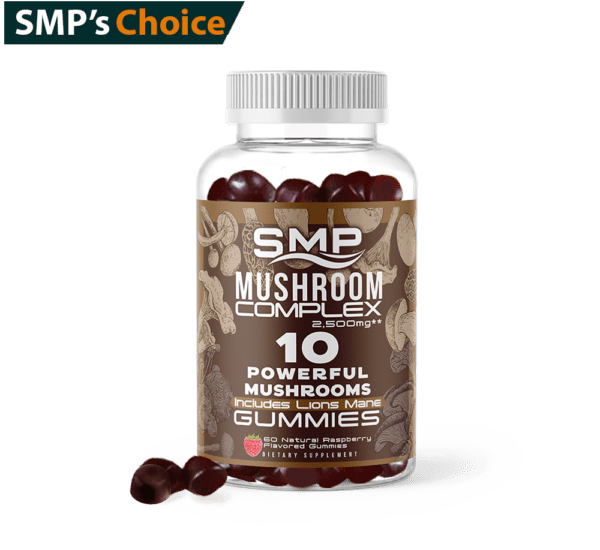 SMP's Choice
SMP
MUSHROOM
COMPLEX
2,500mg**
10
POWERFUL
MUSHROOMS
Includes Lions Mane
GUMMIES
60 Natural Raspberry
Flavored Gummies
DIETARY SUPPLEMENT